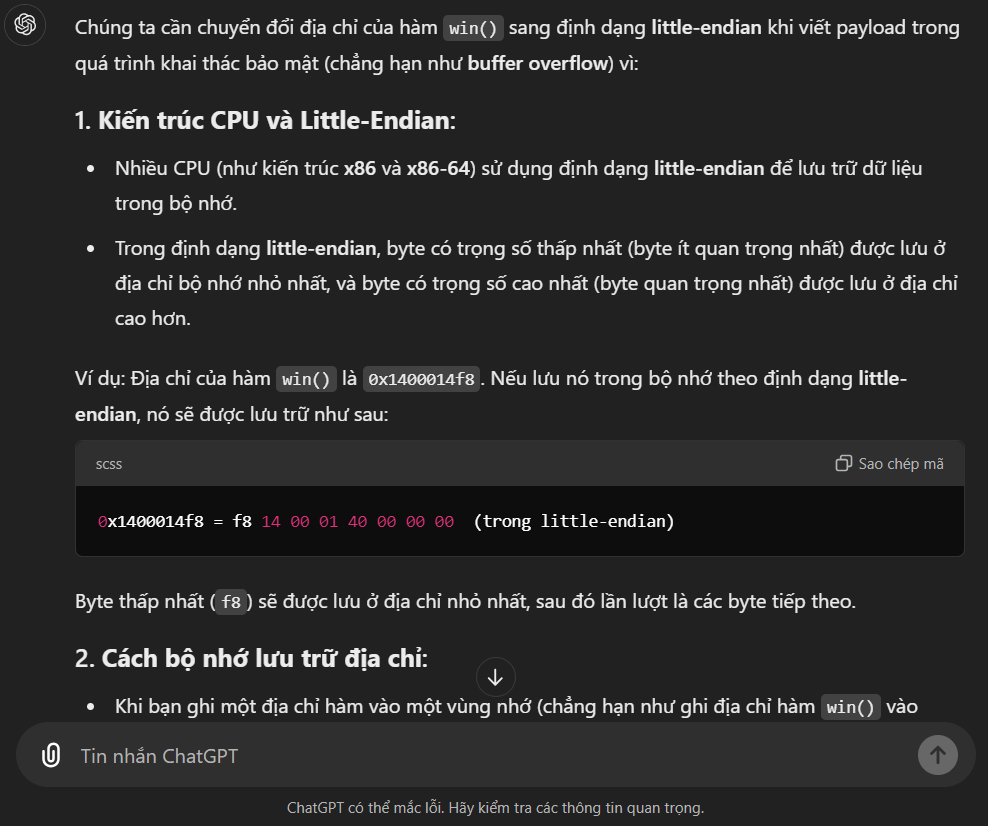 Chúng ta cần chuyển đổi địa chỉ của hàm win() sang định dạng little-endian khi viết payload trong
quá trình khai thác bảo mật (chẳng hạn như buffer overflow) vì:
1. Kiến trúc CPU và Little-Endian:
• Nhiều CPU (như kiến trúc x86 và x86-64) sử dụng định dạng little-endian để lưu trữ dữ liệu
trong bộ nhớ.
• Trong định dạng little-endian, byte có trọng số thấp nhất (byte ít quan trọng nhất) được lưu ở
địa chỉ bộ nhớ nhỏ nhất, và byte có trọng số cao nhất (byte quan trọng nhất) được lưu ở địa chỉ
cao hơn.
Ví dụ: Địa chỉ của hàm win() là 0x1400014f8. Nếu lưu nó trong bộ nhớ theo định dạng little-
endian, nó sẽ được lưu trữ như sau:
scss
Sao chép mã
0x1400014f8 = f8 14 00 01 40 00 00 00  (trong little-endian)
Byte thấp nhất (f8) sẽ được lưu ở địa chỉ nhỏ nhất, sau đó lần lượt là các byte tiếp theo.
2. Cách bộ nhớ lưu trữ địa chỉ:
• Khi bạn ghi một địa chỉ hàm vào một vùng nhớ (chẳng hạn như ghi địa chỉ hàm win() vào
Tin nhắn ChatGPT
ChatGPT có thể mắc lỗi. Hãy kiểm tra các thông tin quan trọng.